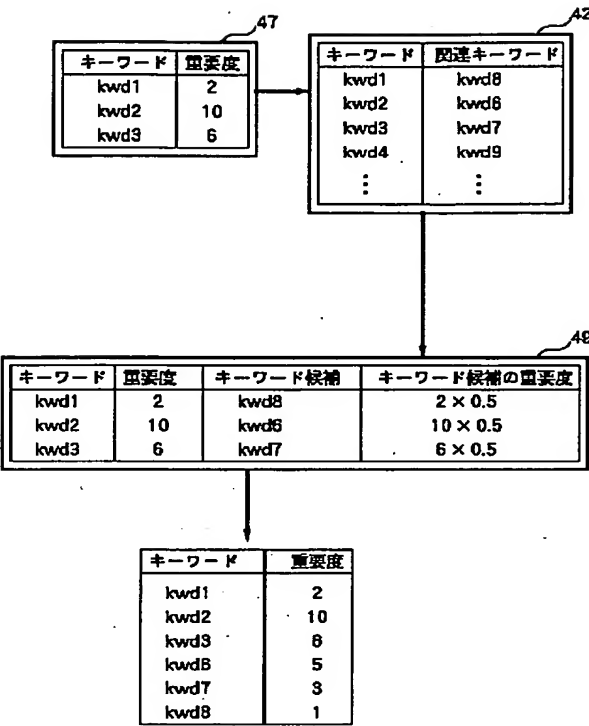 47
キーワード 重要度
kwd1 2
kwd2 10
kwd3 6
42
キーワード 関連キーワード
kwd1 kwd8
kwd2 kwd6
kwd3 kwd7
kwd4 kwd9
⋮ ⋮
49
キーワード 重要度 キーワード候補 キーワード候補の重要度
kwd1 2 kwd8 2 × 0.5
kwd2 10 kwd6 10 × 0.5
kwd3 6 kwd7 6 × 0.5
キーワード 重要度
kwd1 2
kwd2 10
kwd3 6
kwd6 5
kwd7 3
kwd8 1